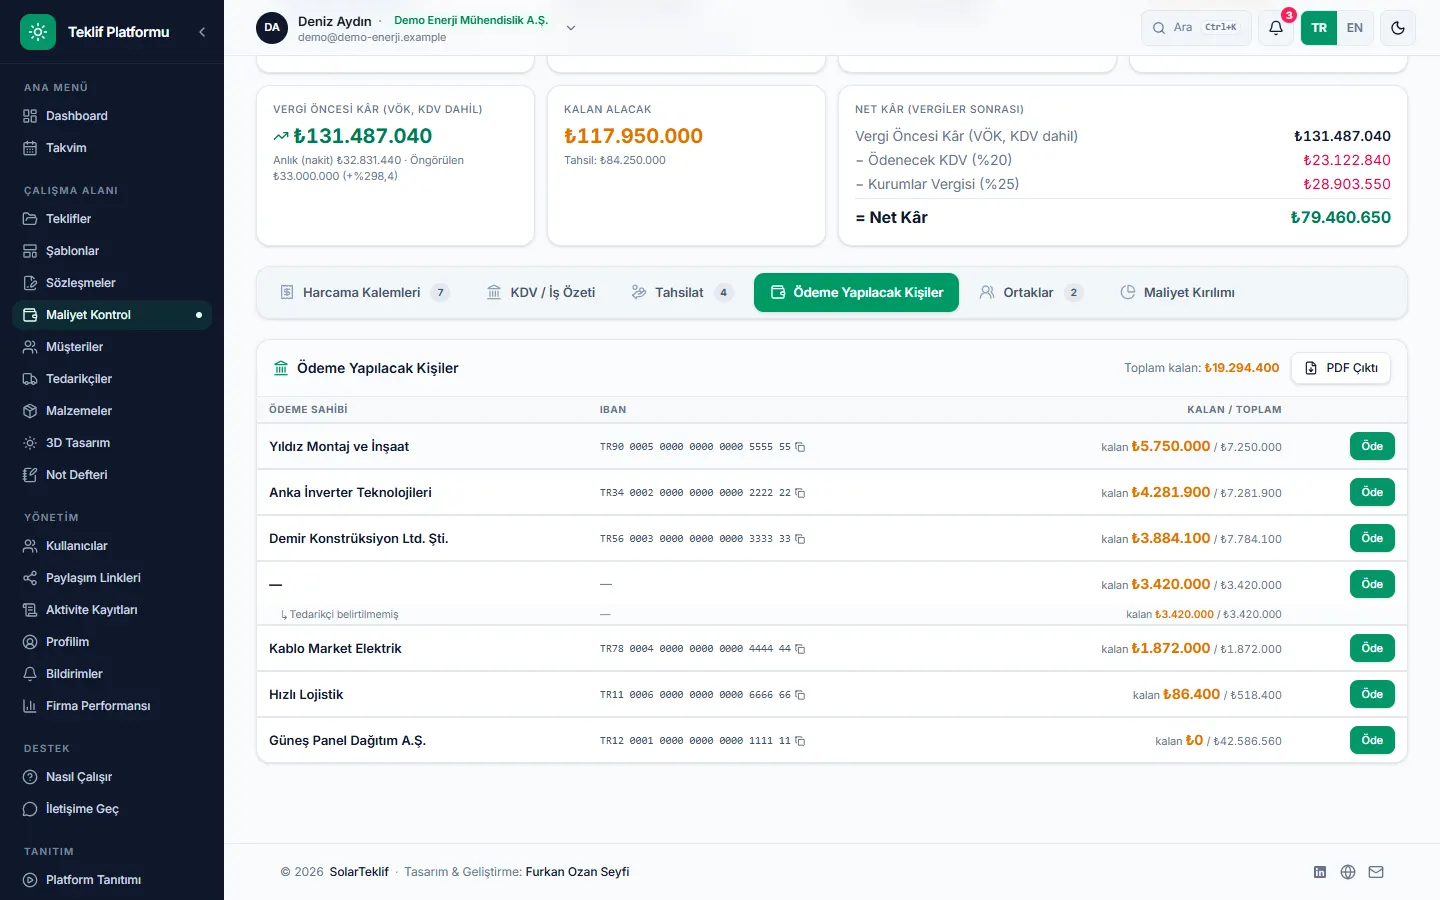 Teklif Platformu
ANA MENÜ
Dashboard
Takvim
ÇALIŞMA ALANI
Teklifler
Şablonlar
Sözleşmeler
Maliyet Kontrol
Müşteriler
Tedarikçiler
Malzemeler
3D Tasarım
Not Defteri
YÖNETİM
Kullanıcılar
Paylaşım Linkleri
Aktivite Kayıtları
Profilim
Bildirimler
Firma Performansı
DESTEK
Nasıl Çalışır
İletişime Geç
TANITIM
Platform Tanıtımı
DA
Deniz Aydın · Demo Enerji Mühendislik A.Ş.
demo@demo-enerji.example
Ara Ctrl+K
3
TR EN
VERGİ ÖNCESİ KÂR (VÖK, KDV DAHİL)
₺131.487.040
Anlık (nakit) ₺32.831.440 · Öngörülen
₺33.000.000 (+%298,4)
KALAN ALACAK
₺117.950.000
Tahsil: ₺84.250.000
NET KÂR (VERGİLER SONRASI)
Vergi Öncesi Kâr (VÖK, KDV dahil) ₺131.487.040
− Ödenecek KDV (%20) ₺23.122.840
− Kurumlar Vergisi (%25) ₺28.903.550
= Net Kâr ₺79.460.650
Harcama Kalemleri 7 KDV / İş Özeti Tahsilat 4 Ödeme Yapılacak Kişiler Ortaklar 2 Maliyet Kırılımı
Ödeme Yapılacak Kişiler Toplam kalan: ₺19.294.400 PDF Çıktı
ÖDEME SAHİBİ IBAN KALAN / TOPLAM
Yıldız Montaj ve İnşaat TR90 0005 0000 0000 0000 5555 55 kalan ₺5.750.000 / ₺7.250.000 Öde
Anka İnverter Teknolojileri TR34 0002 0000 0000 0000 2222 22 kalan ₺4.281.900 / ₺7.281.900 Öde
Demir Konstrüksiyon Ltd. Şti. TR56 0003 0000 0000 0000 3333 33 kalan ₺3.884.100 / ₺7.784.100 Öde
— — kalan ₺3.420.000 / ₺3.420.000 Öde
↳ Tedarikçi belirtilmemiş — kalan ₺3.420.000 / ₺3.420.000
Kablo Market Elektrik TR78 0004 0000 0000 0000 4444 44 kalan ₺1.872.000 / ₺1.872.000 Öde
Hızlı Lojistik TR11 0006 0000 0000 0000 6666 66 kalan ₺86.400 / ₺518.400 Öde
Güneş Panel Dağıtım A.Ş. TR12 0001 0000 0000 0000 1111 11 kalan ₺0 / ₺42.586.560 Öde
© 2026 SolarTeklif · Tasarım & Geliştirme: Furkan Ozan Seyfi